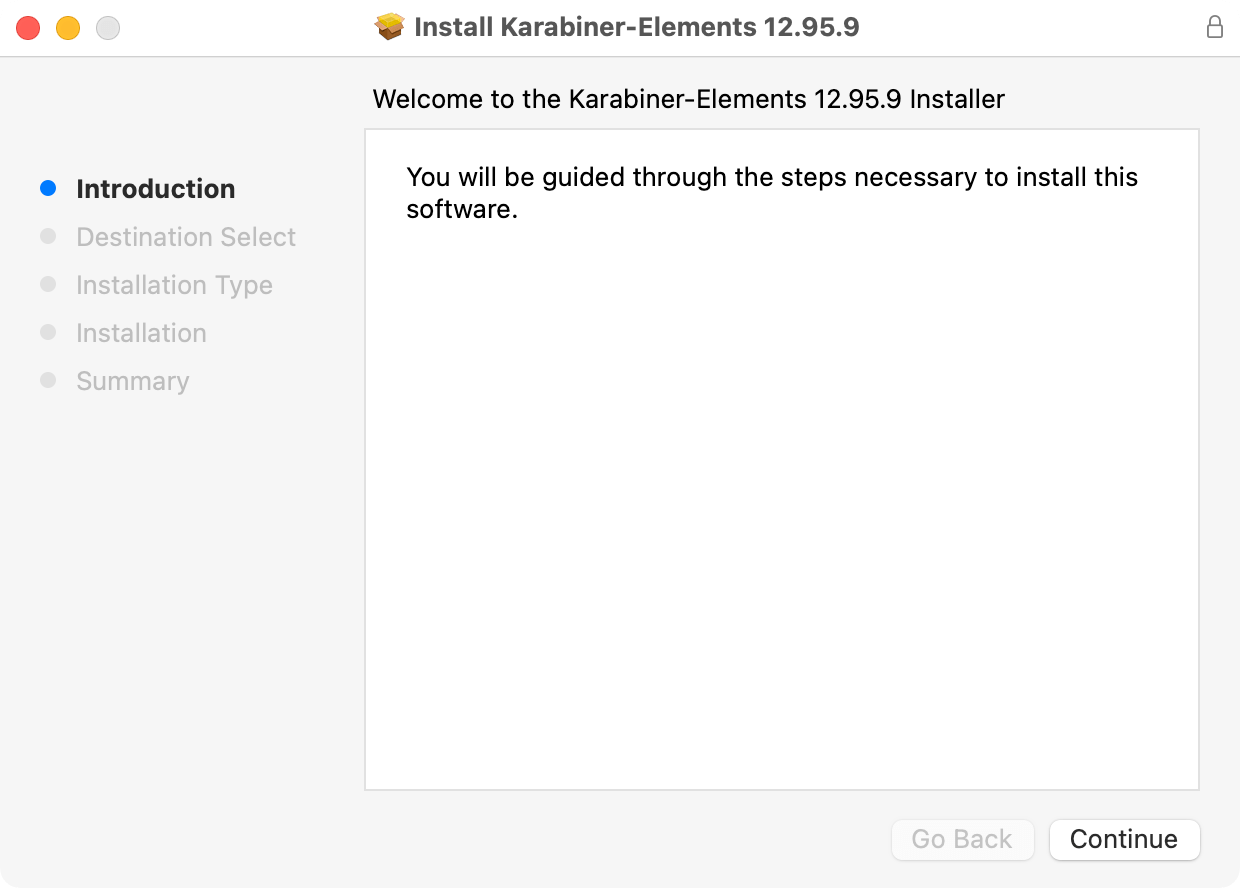 Install Karabiner-Elements 12.95.9
Welcome to the Karabiner-Elements 12.95.9 Installer
Introduction
Destination Select
Installation Type
Installation
Summary
You will be guided through the steps necessary to install this
software.
Go Back
Continue